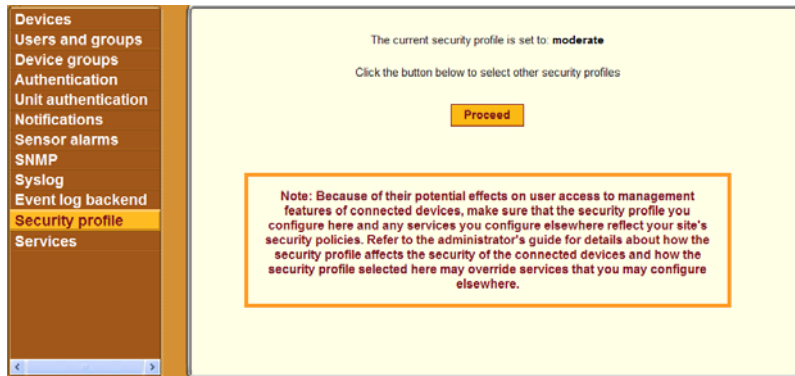 Devices
Users and groups
Device groups
Authentication
Unit authentication
Notifications
Sensor alarms
SNMP
Syslog
Event log backend
Security profile
Services
The current security profile is set to: moderate
Click the button below to select other security profiles
Proceed
Note: Because of their potential effects on user access to management
features of connected devices, make sure that the security profile you
configure here and any services you configure elsewhere reflect your site's
security policies. Refer to the administrator's guide for details about how the
security profile affects the security of the connected devices and how the
security profile selected here may override services that you may configure
elsewhere.